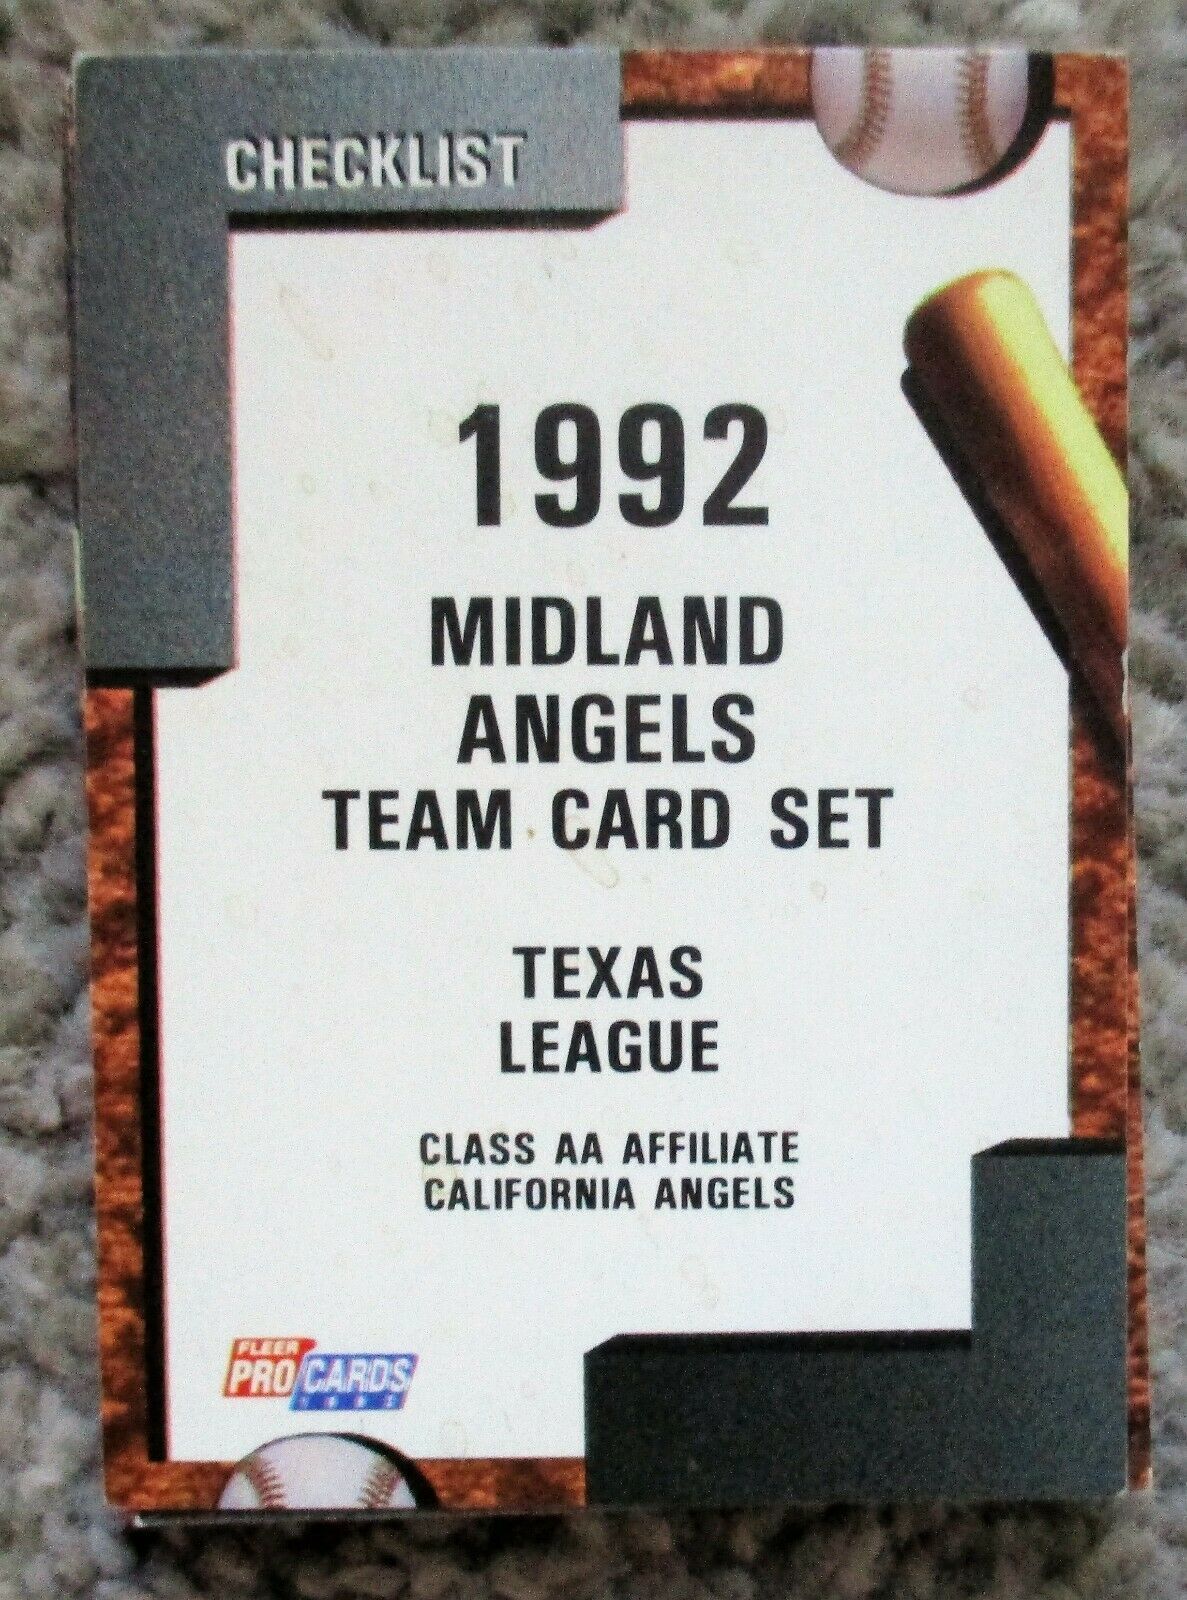 CHECKLIST
1992
MIDLAND
ANGELS
TEAM CARD SET
TEXAS
LEAGUE
CLASS AA AFFILIATE
CALIFORNIA ANGELS
FLEER
PRO CARDS
1992